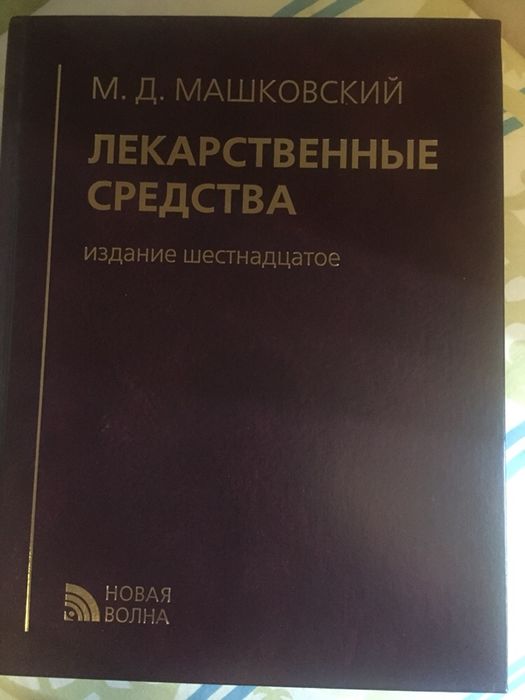 М. Д. МАШКОВСКИЙ
ЛЕКАРСТВЕННЫЕ
СРЕДСТВА
издание шестнадцатое
НОВАЯ
ВОЛНА